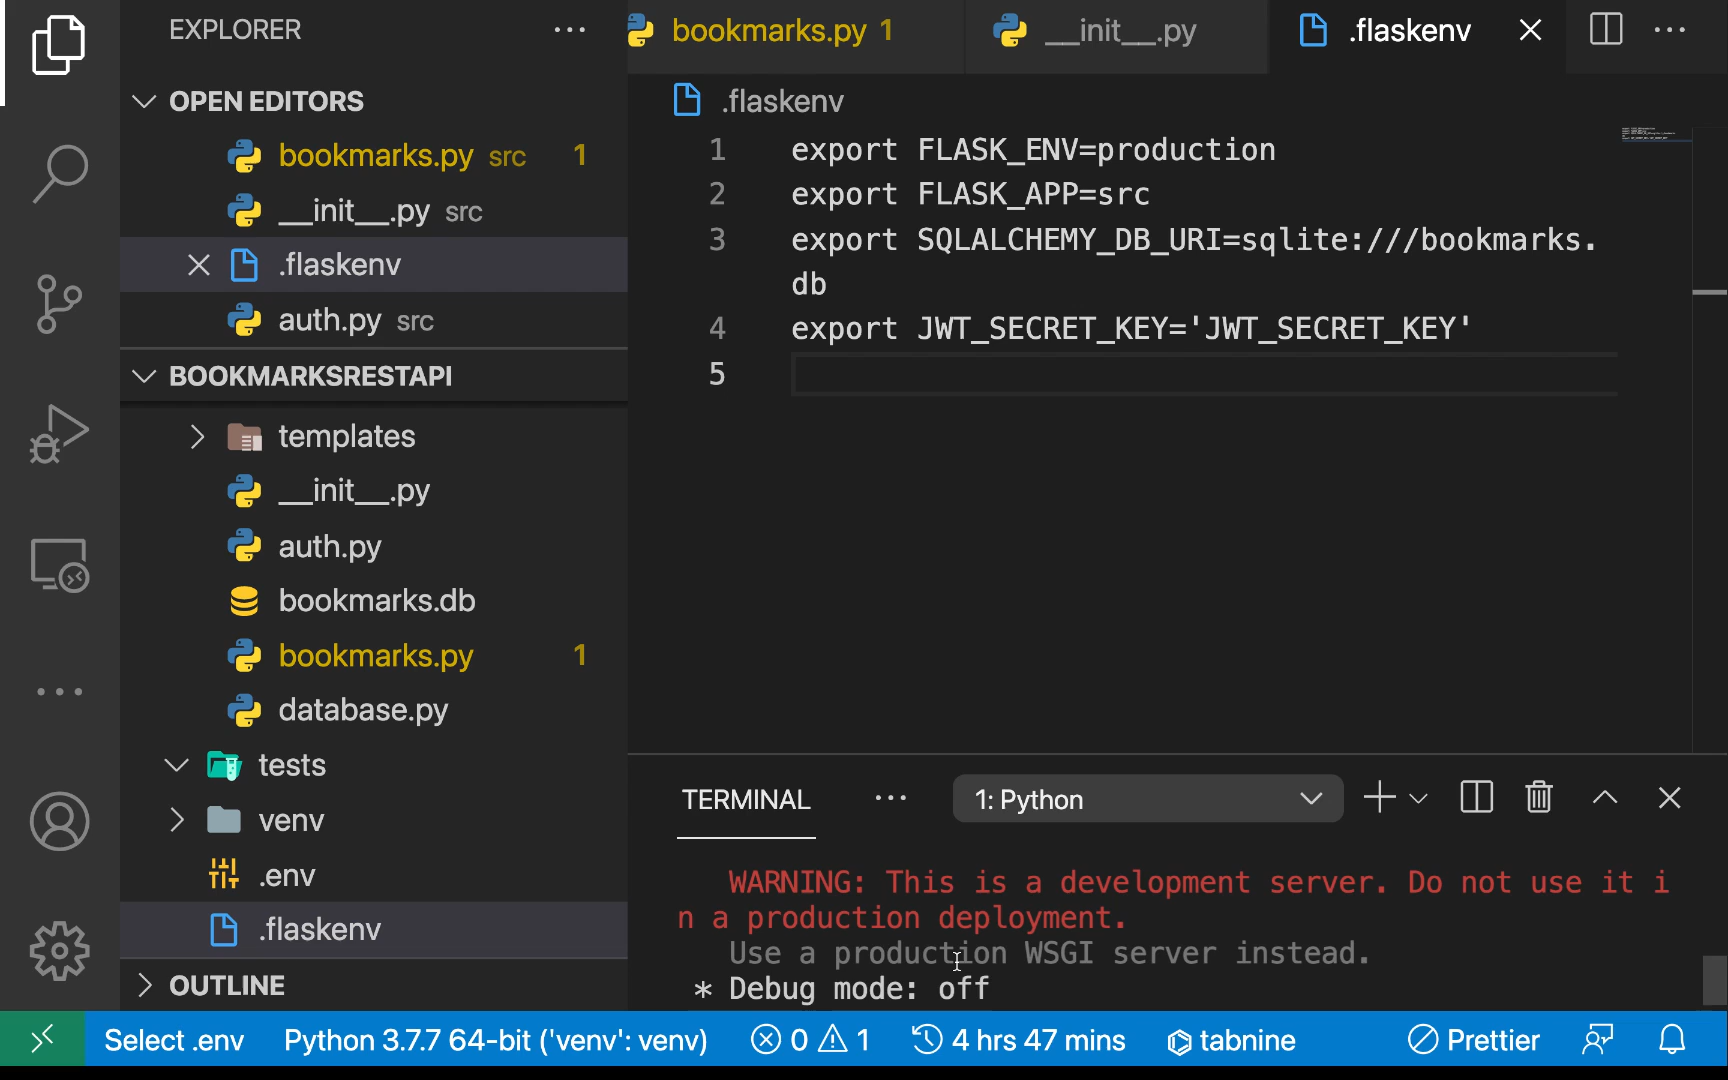 EXPLORER
bookmarks.py 1
__init__.py
.flaskenv
OPEN EDITORS
bookmarks.py src 1
__init__.py src
.flaskenv
auth.py src
BOOKMARKSRESTAPI
templates
__init__.py
auth.py
bookmarks.db
bookmarks.py 1
database.py
tests
venv
.env
.flaskenv
OUTLINE
.flaskenv
1 export FLASK_ENV=production
2 export FLASK_APP=src
3 export SQLALCHEMY_DB_URI=sqlite:///bookmarks.
db
4 export JWT_SECRET_KEY='JWT_SECRET_KEY'
5
TERMINAL
1: Python
WARNING: This is a development server. Do not use it i
n a production deployment.
Use a production WSGI server instead.
* Debug mode: off
Select .env Python 3.7.7 64-bit ('venv': venv) 0 1 4 hrs 47 mins tabnine Prettier